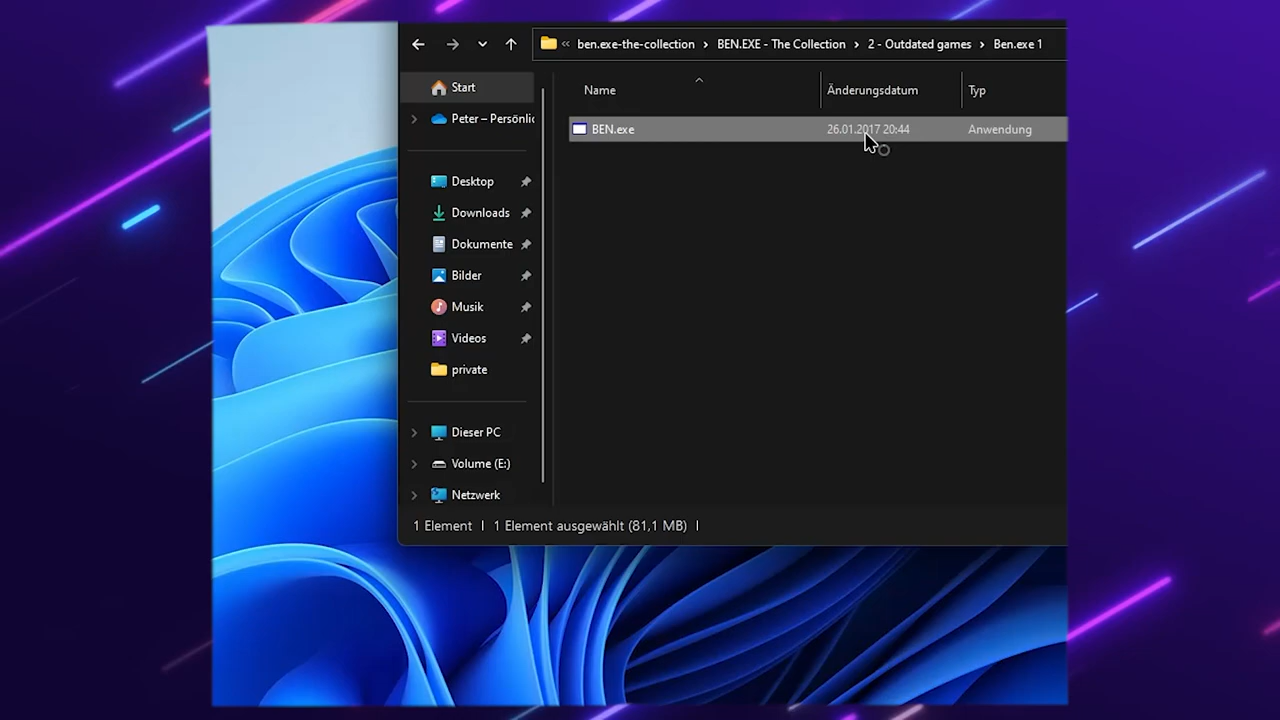 « ben.exe-the-collection › BEN.EXE - The Collection › 2 - Outdated games › Ben.exe 1
Start
Peter – Persönlic
Desktop
Downloads
Dokumente
Bilder
Musik
Videos
private
Dieser PC
Volume (E:)
Netzwerk
Name Änderungsdatum Typ
BEN.exe 26.01.2017 20:44 Anwendung
1 Element | 1 Element ausgewählt (81,1 MB) |